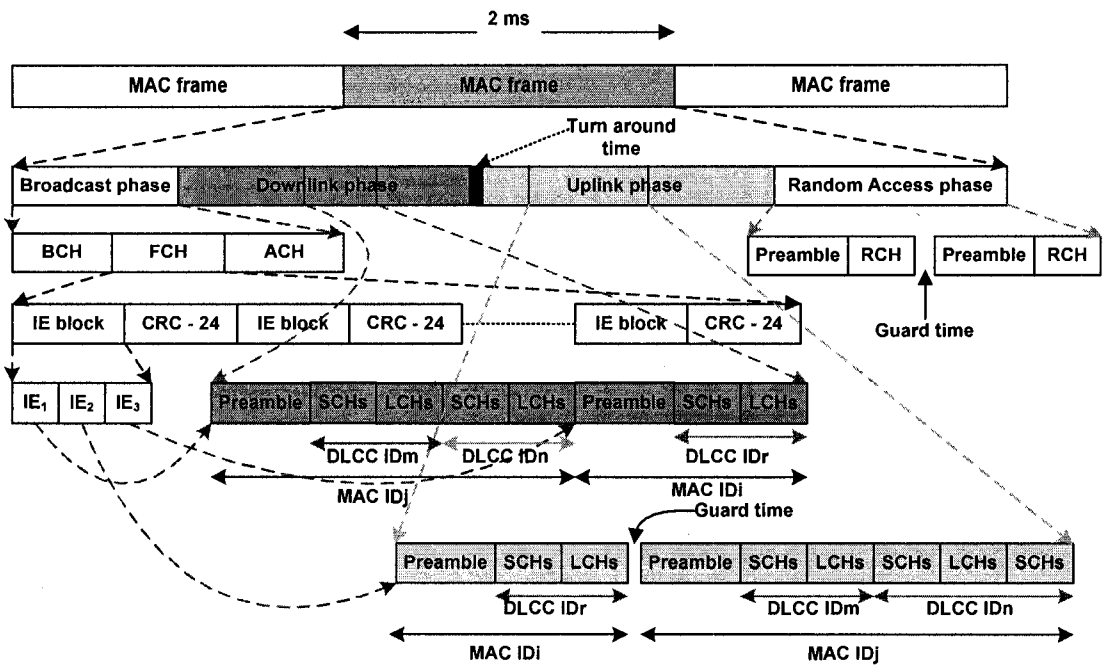 2 ms
MAC frame MAC frame MAC frame
Turn around
time
Broadcast phase Downlink phase Uplink phase Random Access phase
BCH FCH ACH
Preamble RCH Preamble RCH
IE block CRC - 24 IE block CRC - 24 IE block CRC - 24
Guard time
IE1 IE2 IE3
Preamble SCHs LCHs SCHs LCHs Preamble SCHs LCHs
DLCC IDm DLCC IDn DLCC IDr
MAC IDj MAC IDi
Guard time
Preamble SCHs LCHs Preamble SCHs LCHs SCHs LCHs SCHs
DLCC IDr DLCC IDm DLCC IDn
MAC IDi MAC IDj